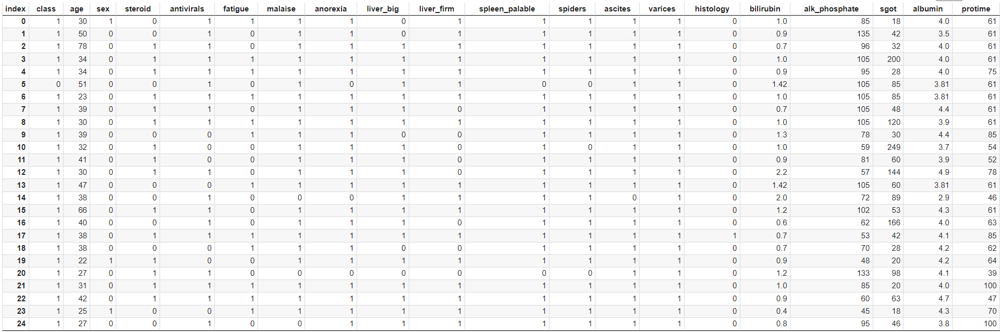 index class age sex steroid antivirals fatigue malaise anorexia liver_big liver_firm spleen_palable spiders ascites varices histology bilirubin alk_phosphate sgot albumin protime
0 1 30 1 0 1 1 1 1 0 1 1 1 1 1 0 1.0 85 18 4.0 61
1 1 50 0 0 1 0 1 1 0 1 1 1 1 1 0 0.9 135 42 3.5 61
2 1 78 0 1 1 0 1 1 1 1 1 1 1 1 0 0.7 96 32 4.0 61
3 1 34 0 1 1 1 1 1 1 1 1 1 1 1 0 1.0 105 200 4.0 61
4 1 34 0 1 1 1 1 1 1 1 1 1 1 1 0 0.9 95 28 4.0 75
5 0 51 0 0 1 0 1 0 1 1 0 0 1 1 0 1.42 105 85 3.81 61
6 1 23 0 1 1 1 1 1 1 1 1 1 1 1 0 1.0 105 85 3.81 61
7 1 39 0 1 1 0 1 1 1 0 1 1 1 1 0 0.7 105 48 4.4 61
8 1 30 0 1 1 1 1 1 1 1 1 1 1 1 0 1.0 105 120 3.9 61
9 1 39 0 0 0 1 1 1 0 0 1 1 1 1 0 1.3 78 30 4.4 85
10 1 32 0 1 0 0 1 1 1 0 1 0 1 1 0 1.0 59 249 3.7 54
11 1 41 0 1 0 0 1 1 1 0 1 1 1 1 0 0.9 81 60 3.9 52
12 1 30 0 1 1 0 1 1 1 0 1 1 1 1 0 2.2 57 144 4.9 78
13 1 47 0 0 0 1 1 1 1 1 1 1 1 1 0 1.42 105 60 3.81 61
14 1 38 0 0 1 0 0 0 1 1 1 1 0 1 0 2.0 72 89 2.9 46
15 1 66 0 1 1 0 1 1 1 1 1 1 1 1 0 1.2 102 53 4.3 61
16 1 40 0 0 1 0 1 1 1 0 1 1 1 1 0 0.6 62 166 4.0 63
17 1 38 0 1 1 1 1 1 1 1 1 1 1 1 1 0.7 53 42 4.1 85
18 1 38 0 0 0 1 1 1 0 0 1 1 1 1 0 0.7 70 28 4.2 62
19 1 22 1 1 0 0 1 1 1 1 1 1 1 1 0 0.9 48 20 4.2 64
20 1 27 0 1 1 0 0 0 0 0 0 0 1 1 0 1.2 133 98 4.1 39
21 1 31 0 1 1 1 1 1 1 1 1 1 1 1 0 1.0 85 20 4.0 100
22 1 42 0 1 1 1 1 1 1 1 1 1 1 1 0 0.9 60 63 4.7 47
23 1 25 1 0 0 1 1 1 1 1 1 1 1 1 0 0.4 45 18 4.3 70
24 1 27 0 0 1 0 0 1 1 1 1 1 1 1 0 0.8 95 46 3.8 100